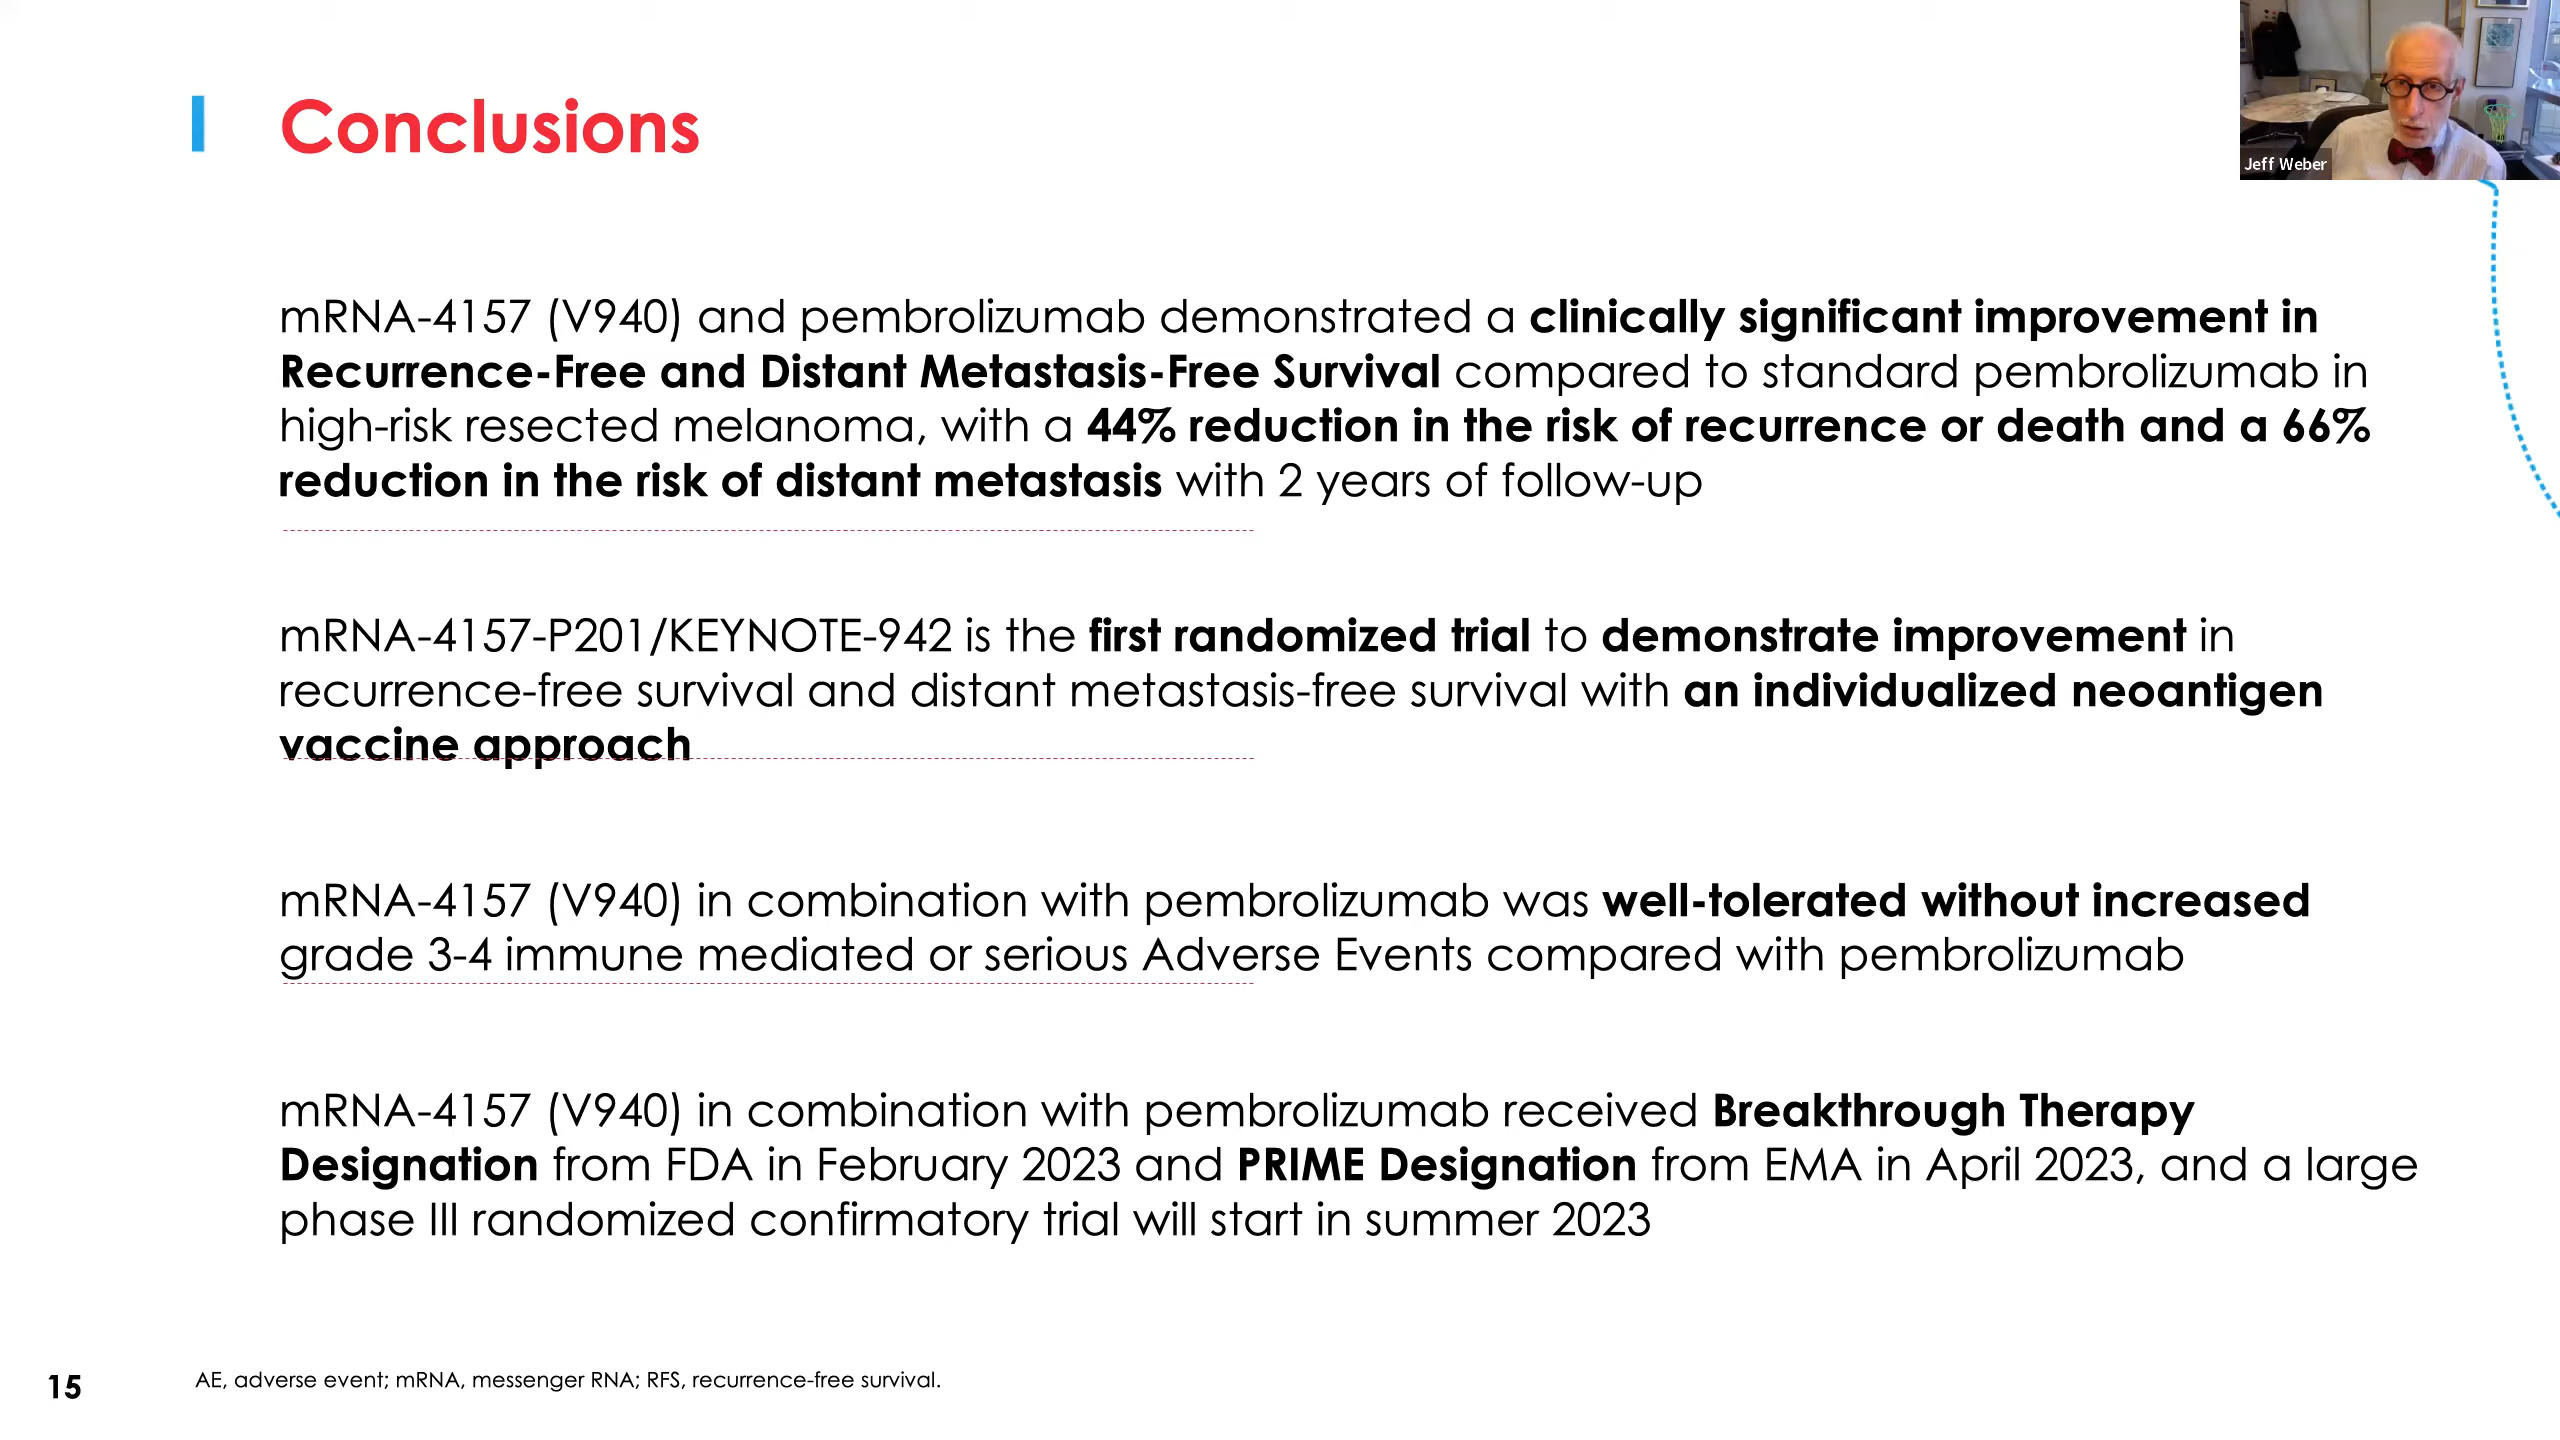 Conclusions
Jeff Weber
mRNA-4157 (V940) and pembrolizumab demonstrated a clinically significant improvement in
Recurrence-Free and Distant Metastasis-Free Survival compared to standard pembrolizumab in
high-risk resected melanoma, with a 44% reduction in the risk of recurrence or death and a 66%
reduction in the risk of distant metastasis with 2 years of follow-up
mRNA-4157-P201/KEYNOTE-942 is the first randomized trial to demonstrate improvement in
recurrence-free survival and distant metastasis-free survival with an individualized neoantigen
vaccine approach
mRNA-4157 (V940) in combination with pembrolizumab was well-tolerated without increased
grade 3-4 immune mediated or serious Adverse Events compared with pembrolizumab
mRNA-4157 (V940) in combination with pembrolizumab received Breakthrough Therapy
Designation from FDA in February 2023 and PRIME Designation from EMA in April 2023, and a large
phase III randomized confirmatory trial will start in summer 2023
15
AE, adverse event; mRNA, messenger RNA; RFS, recurrence-free survival.